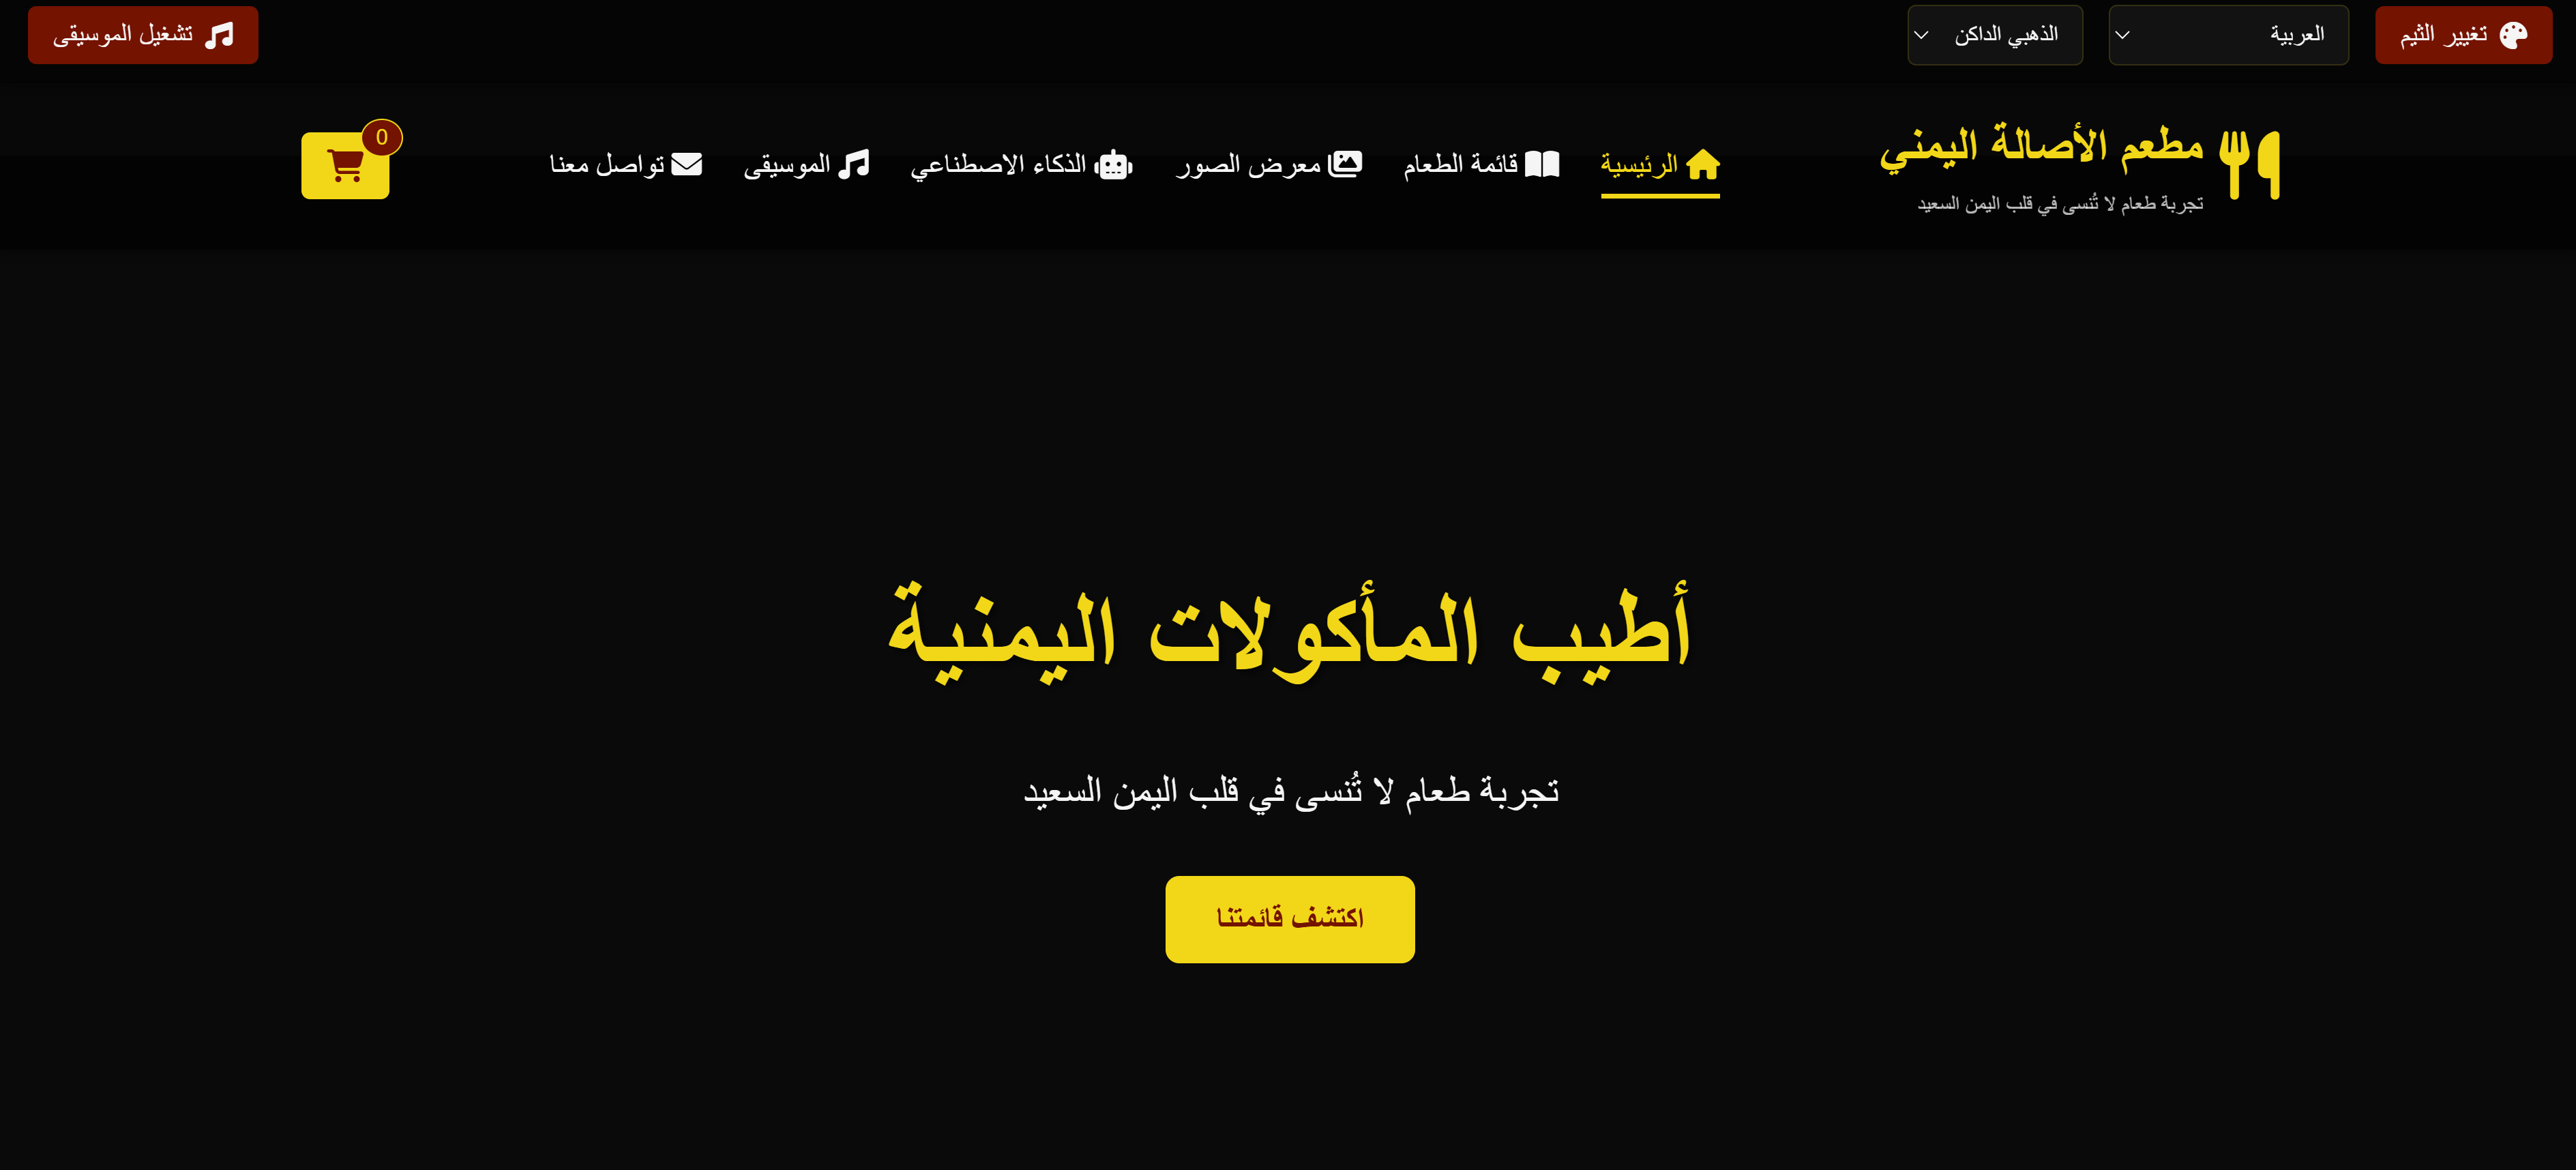 تغيير الثيم
العربية
الذهبي الداكن
تشغيل الموسيقى
مطعم الأصالة اليمني
تجربة طعام لا تُنسى في قلب اليمن السعيد
الرئيسية
قائمة الطعام
معرض الصور
الذكاء الاصطناعي
الموسيقى
تواصل معنا
0
أطيب المأكولات اليمنية
تجربة طعام لا تُنسى في قلب اليمن السعيد
اكتشف قائمتنا